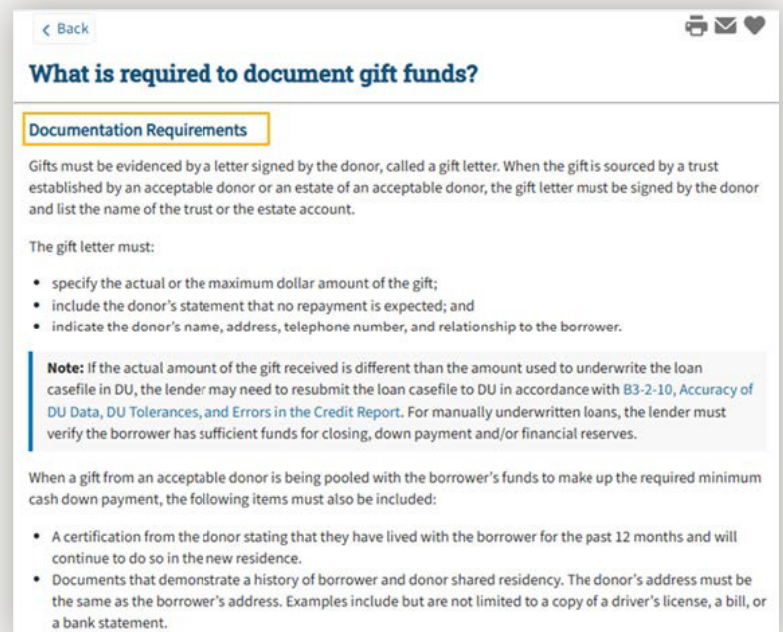 Back
What is required to document gift funds?
Documentation Requirements
Gifts must be evidenced by a letter signed by the donor, called a gift letter. When the gift is sourced by a trust
established by an acceptable donor or an estate of an acceptable donor, the gift letter must be signed by the donor
and list the name of the trust or the estate account.
The gift letter must:
• specify the actual or the maximum dollar amount of the gift;
• include the donor's statement that no repayment is expected; and
• indicate the donor's name, address, telephone number, and relationship to the borrower.
Note: If the actual amount of the gift received is different than the amount used to underwrite the loan
casefile in DU, the lender may need to resubmit the loan casefile to DU in accordance with B3-2-10, Accuracy of
DU Data, DU Tolerances, and Errors in the Credit Report. For manually underwritten loans, the lender must
verify the borrower has sufficient funds for closing, down payment and/or financial reserves.
When a gift from an acceptable donor is being pooled with the borrower's funds to make up the required minimum
cash down payment, the following items must also be included:
• A certification from the donor stating that they have lived with the borrower for the past 12 months and will
continue to do so in the new residence.
• Documents that demonstrate a history of borrower and donor shared residency. The donor's address must be
the same as the borrower's address. Examples include but are not limited to a copy of a driver's license, a bill, or
a bank statement.